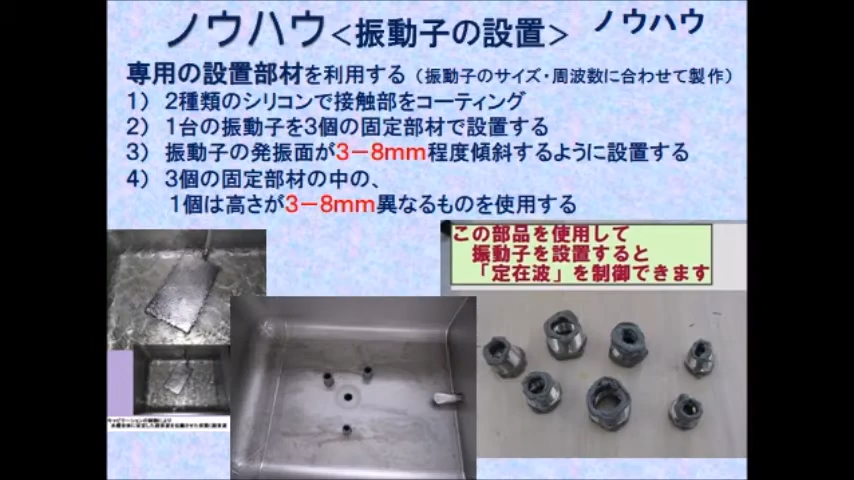 ノウハウ<振動子の設置>
ノウハウ
専用の設置部材を利用する（振動子のサイズ・周波数に合わせて製作）
1） 2種類のシリコンで接触部をコーティング
2） 1台の振動子を3個の固定部材で設置する
3） 振動子の発振面が3－8mm程度傾斜するように設置する
4） 3個の固定部材の中の、
1個は高さが3－8mm異なるものを使用する
この部品を使用して
振動子を設置すると
「定在波」を制御できます